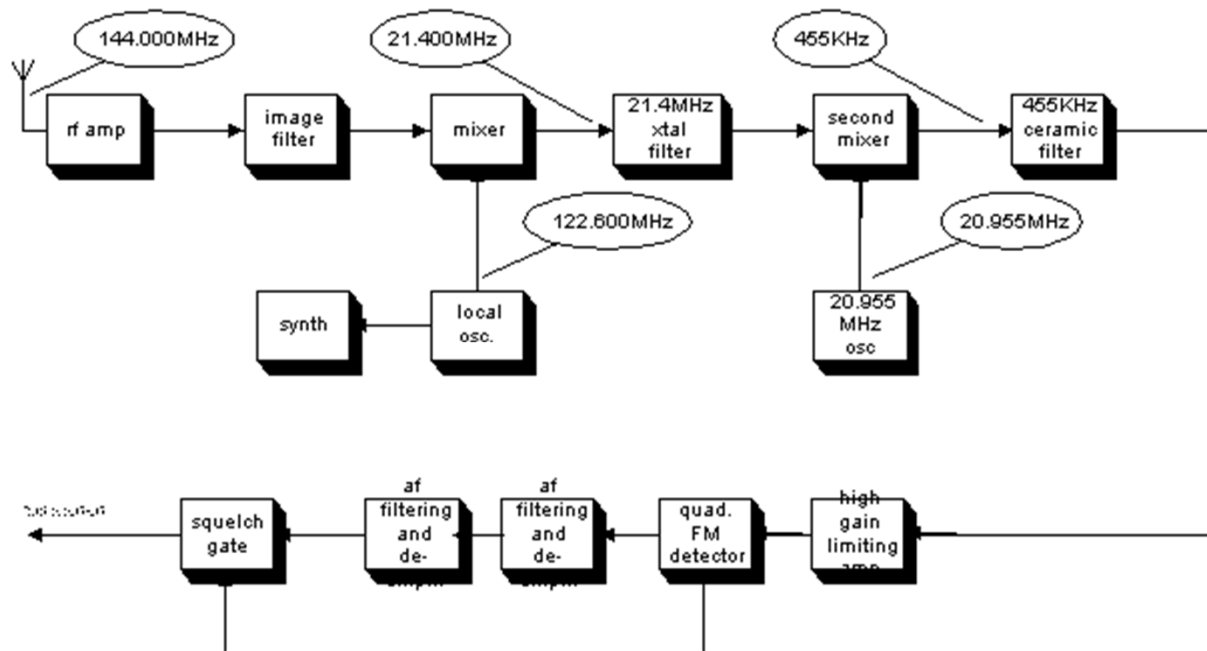 144.000MHz
21.400MHz
455KHz
rf amp
image
filter
mixer
21.4MHz
xtal
filter
second
mixer
455KHz
ceramic
filter
122.600MHz
20.955MHz
synth
local
osc.
20.955
MHz
osc
squelch
gate
af
filtering
and
de-
af
filtering
and
de-
quad.
FM
detector
high
gain
limiting
amp